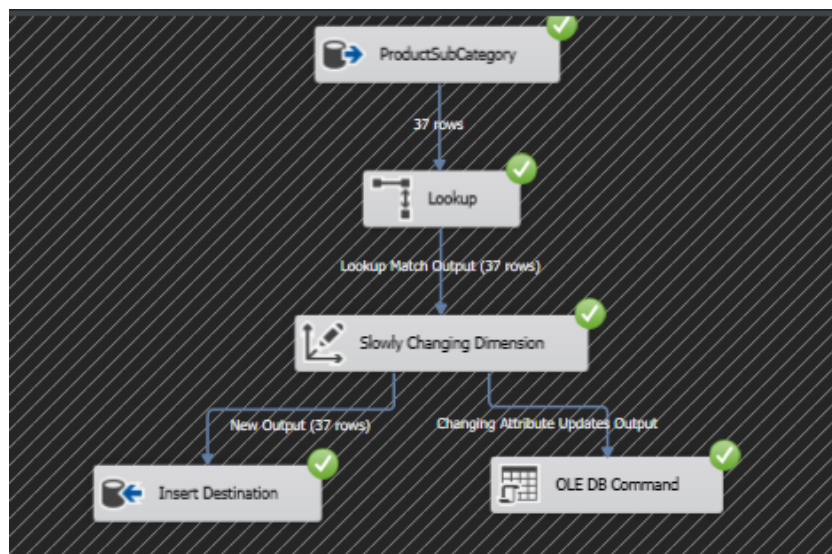 ProductSubCategory
37 rows
Lookup
Lookup Match Output (37 rows)
Slowly Changing Dimension
New Output (37 rows)
Changing Attribute Updates Output
Insert Destination
OLE DB Command